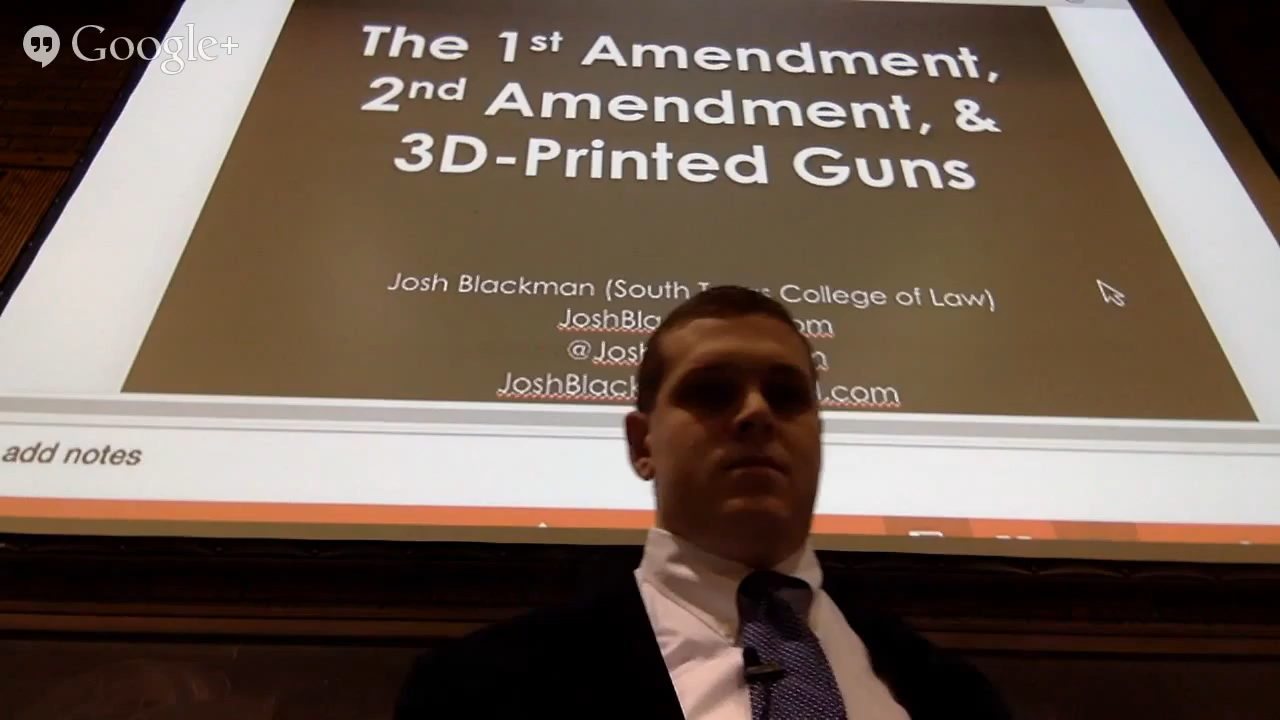 Google+
The 1st Amendment,
2nd Amendment, &
3D-Printed Guns
Josh Blackman (South College of Law)
add notes